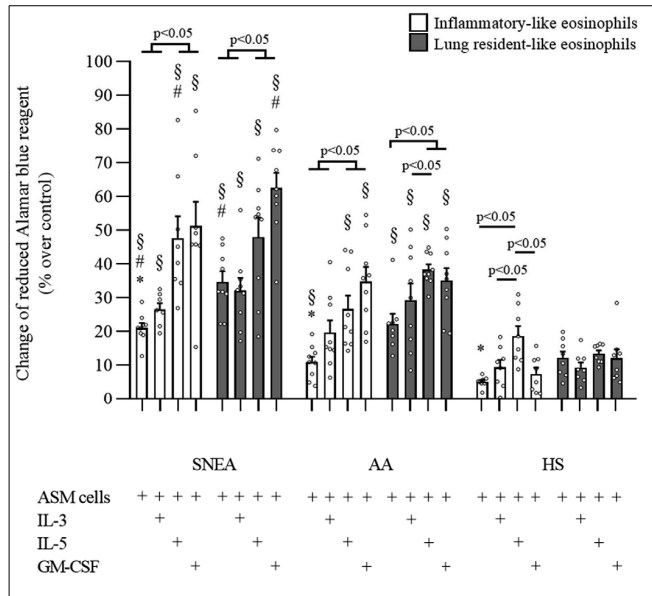 Inflammatory-like eosinophils
Lung resident-like eosinophils
Change of reduced Alamar blue reagent
(% over control)
100
90
80
70
60
50
40
30
20
10
0
p<0.05
p<0.05
p<0.05
p<0.05
p<0.05
p<0.05
p<0.05
p<0.05
§ # *
§
§ #
§
§ #
§
§
§ #
§ *
§
§
§
§
§
*
SNEA AA HS
ASM cells + + + + + + + + + + + + + + + + + + + + + + + +
IL-3 + + + + + +
IL-5 + + + + + +
GM-CSF + + + + + +